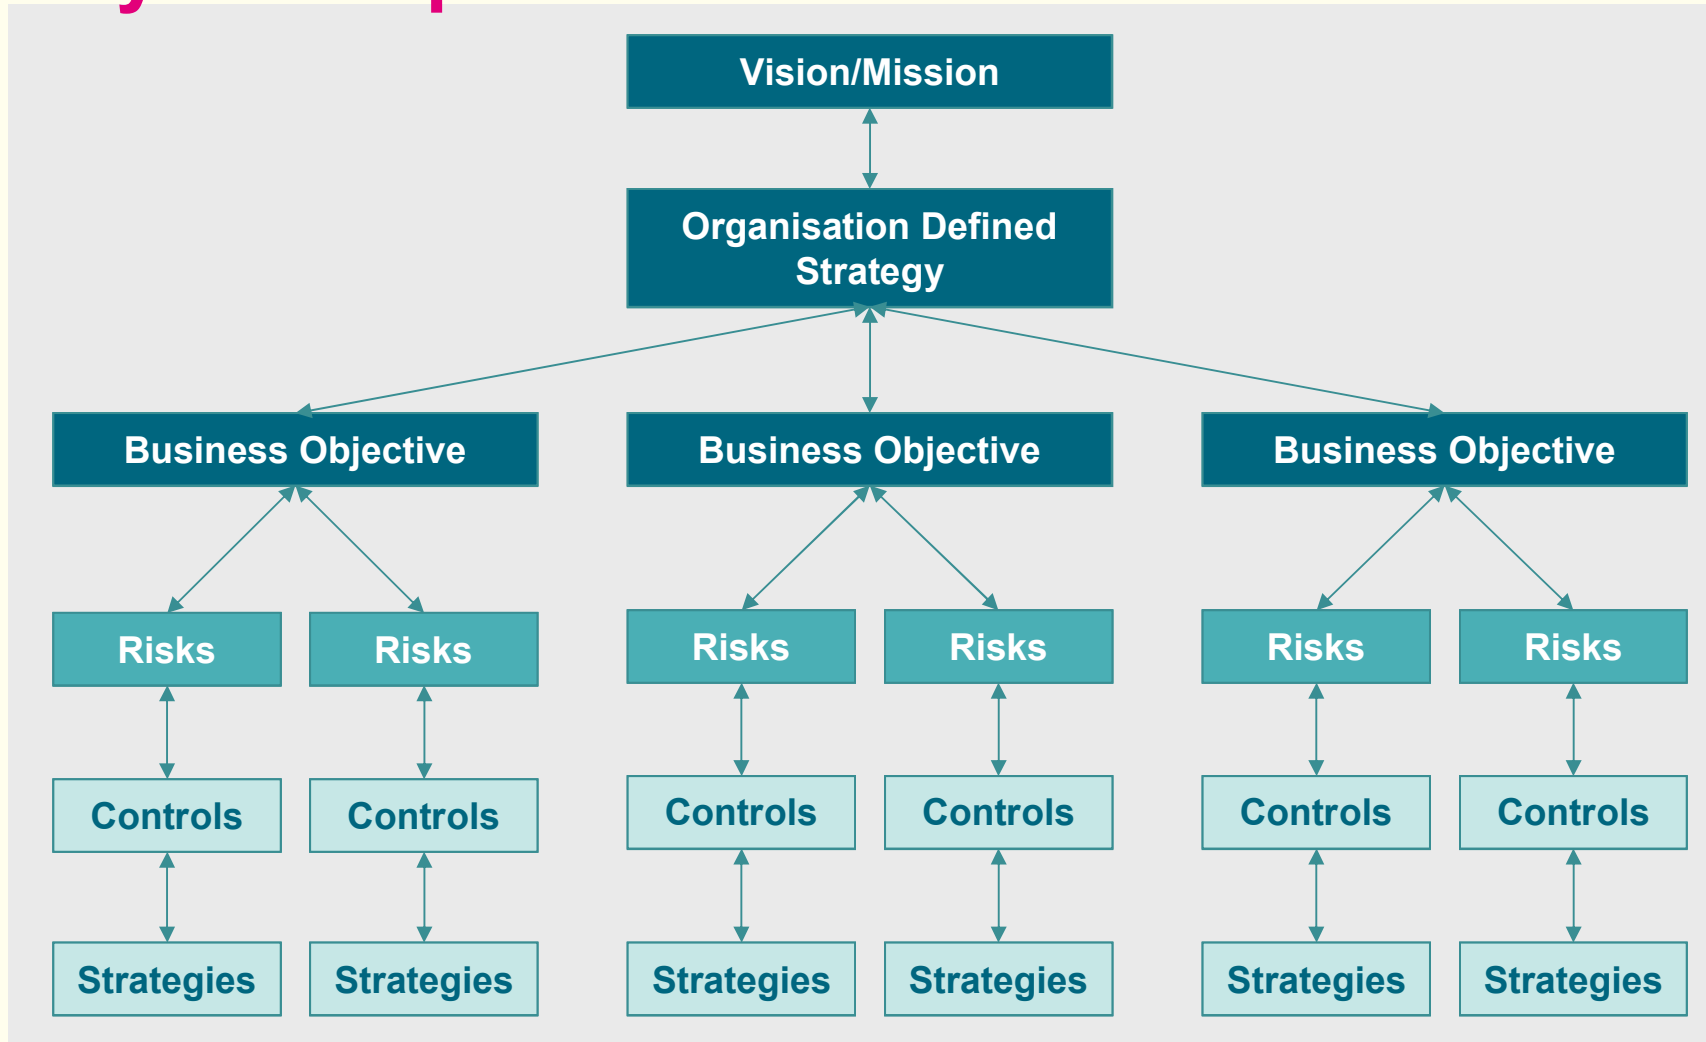 Vision/Mission
Organisation Defined
Strategy
Business Objective
Business Objective
Business Objective
Risks
Risks
Risks
Risks
Risks
Risks
Controls
Controls
Controls
Controls
Controls
Controls
Strategies
Strategies
Strategies
Strategies
Strategies
Strategies